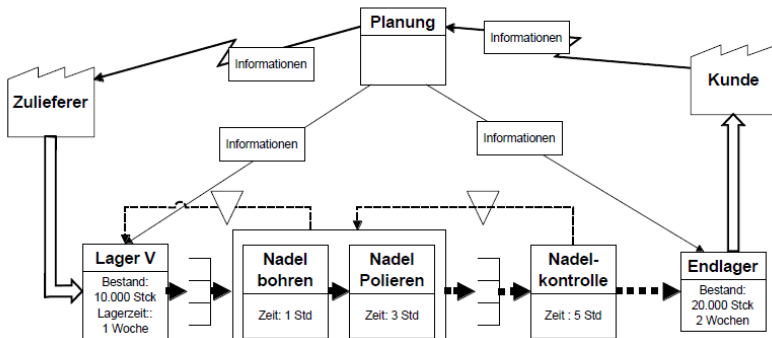 Planung
Informationen
Informationen
Zulieferer
Kunde
Informationen
Informationen
Lager V
Bestand:
10.000 Stck
Lagerzeit::
1 Woche
Nadel
bohren
Zeit: 1 Std
Nadel
Polieren
Zeit: 3 Std
Nadel-
kontrolle
Zeit : 5 Std
Endlager
Bestand:
20.000 Stck
2 Wochen